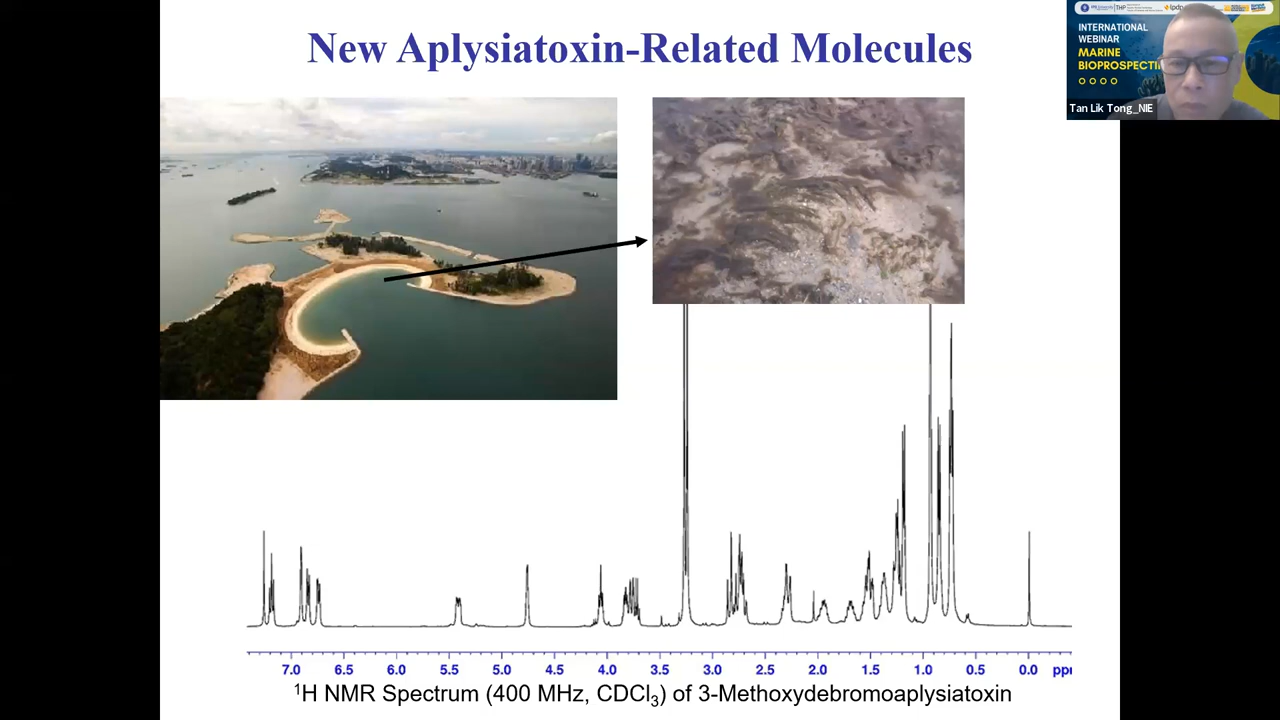 New Aplysiatoxin-Related Molecules
INTERNATIONAL
WEBINAR
MARINE
BIOPROSPECTI
Tan Lik Tong_NIE
7.0 6.5 6.0 5.5 5.0 4.5 4.0 3.5 3.0 2.5 2.0 1.5 1.0 0.5 0.0 ppm
¹H NMR Spectrum (400 MHz, CDCl₃) of 3-Methoxydebromoaplysiatoxin